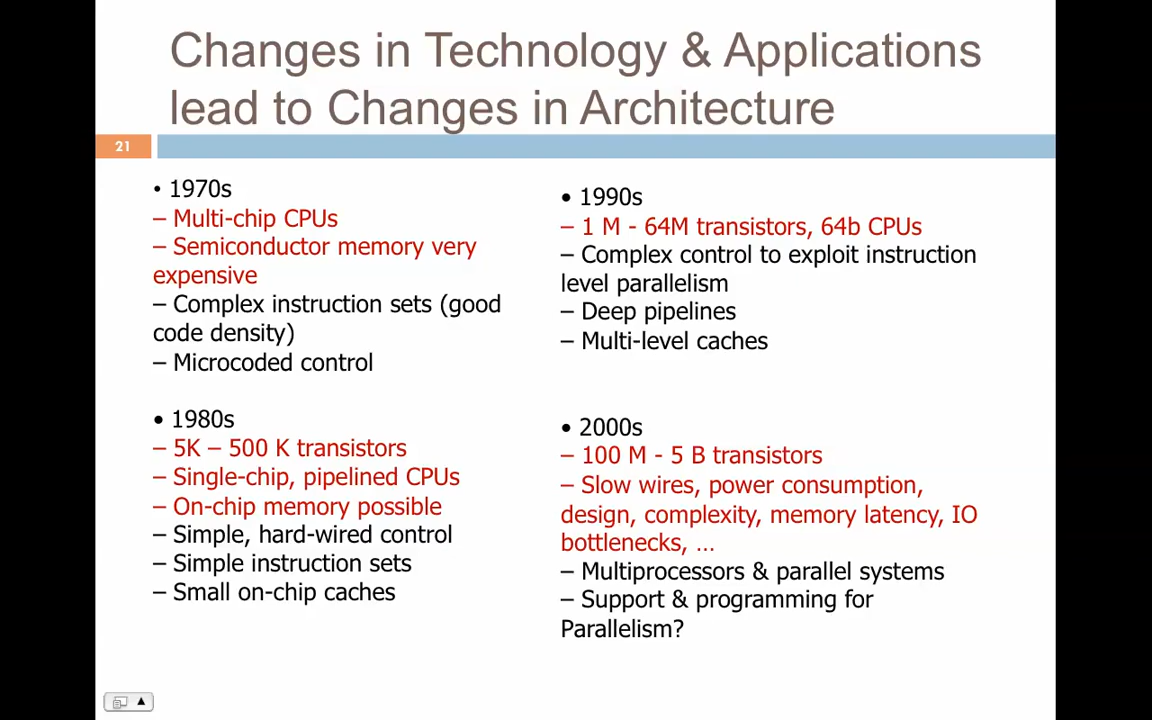 Changes in Technology & Applications
lead to Changes in Architecture
21
• 1970s
– Multi-chip CPUs
– Semiconductor memory very
expensive
– Complex instruction sets (good
code density)
– Microcoded control
• 1980s
– 5K – 500 K transistors
– Single-chip, pipelined CPUs
– On-chip memory possible
– Simple, hard-wired control
– Simple instruction sets
– Small on-chip caches
• 1990s
– 1 M - 64M transistors, 64b CPUs
– Complex control to exploit instruction
level parallelism
– Deep pipelines
– Multi-level caches
• 2000s
– 100 M - 5 B transistors
– Slow wires, power consumption,
design, complexity, memory latency, IO
bottlenecks, …
– Multiprocessors & parallel systems
– Support & programming for
Parallelism?